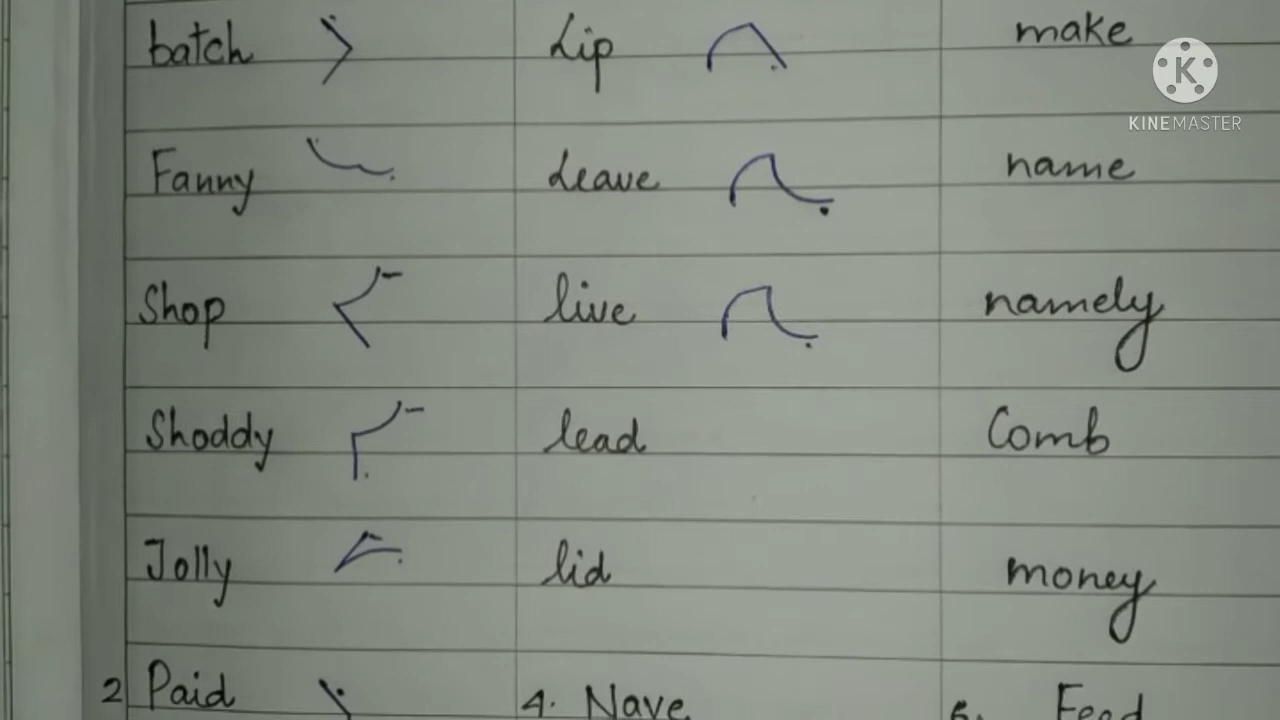 batch Lip make
KINEMASTER
Fanny Leave name
Shop live namely
Shoddy lead Comb
Jolly lid money
2 Paid 4. Nave 6. Feed